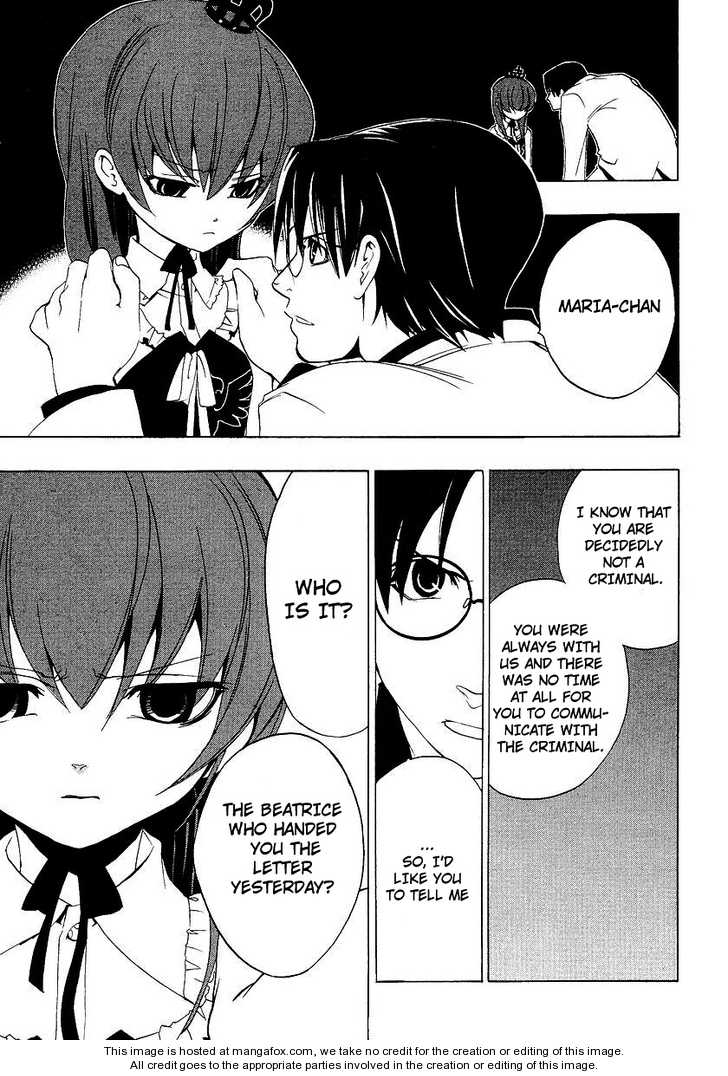 MARIA-CHAN
I KNOW THAT
YOU ARE
DECIDEDLY
NOT A
CRIMINAL.
YOU WERE
ALWAYS WITH
US AND THERE
WAS NO TIME
AT ALL FOR
YOU TO COMMU-
NICATE WITH
THE CRIMINAL.
...
SO, I'D
LIKE YOU
TO TELL ME
WHO
IS IT?
THE BEATRICE
WHO HANDED
YOU THE
LETTER
YESTERDAY?
This image is hosted at mangafox.com, we take no credit for the creation or editing of this image.
All credit goes to the appropriate parties involved in the creation or editing of this image.